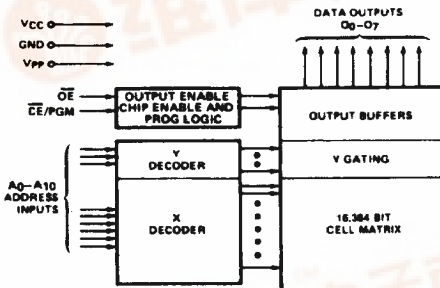 VCC
GND
VPP
OE
CE/PGM
OUTPUT ENABLE
CHIP ENABLE AND
PROG LOGIC
DATA OUTPUTS
O0–O7
OUTPUT BUFFERS
A0–A10
ADDRESS
INPUTS
Y
DECODER
Y GATING
X
DECODER
16,384 BIT
CELL MATRIX